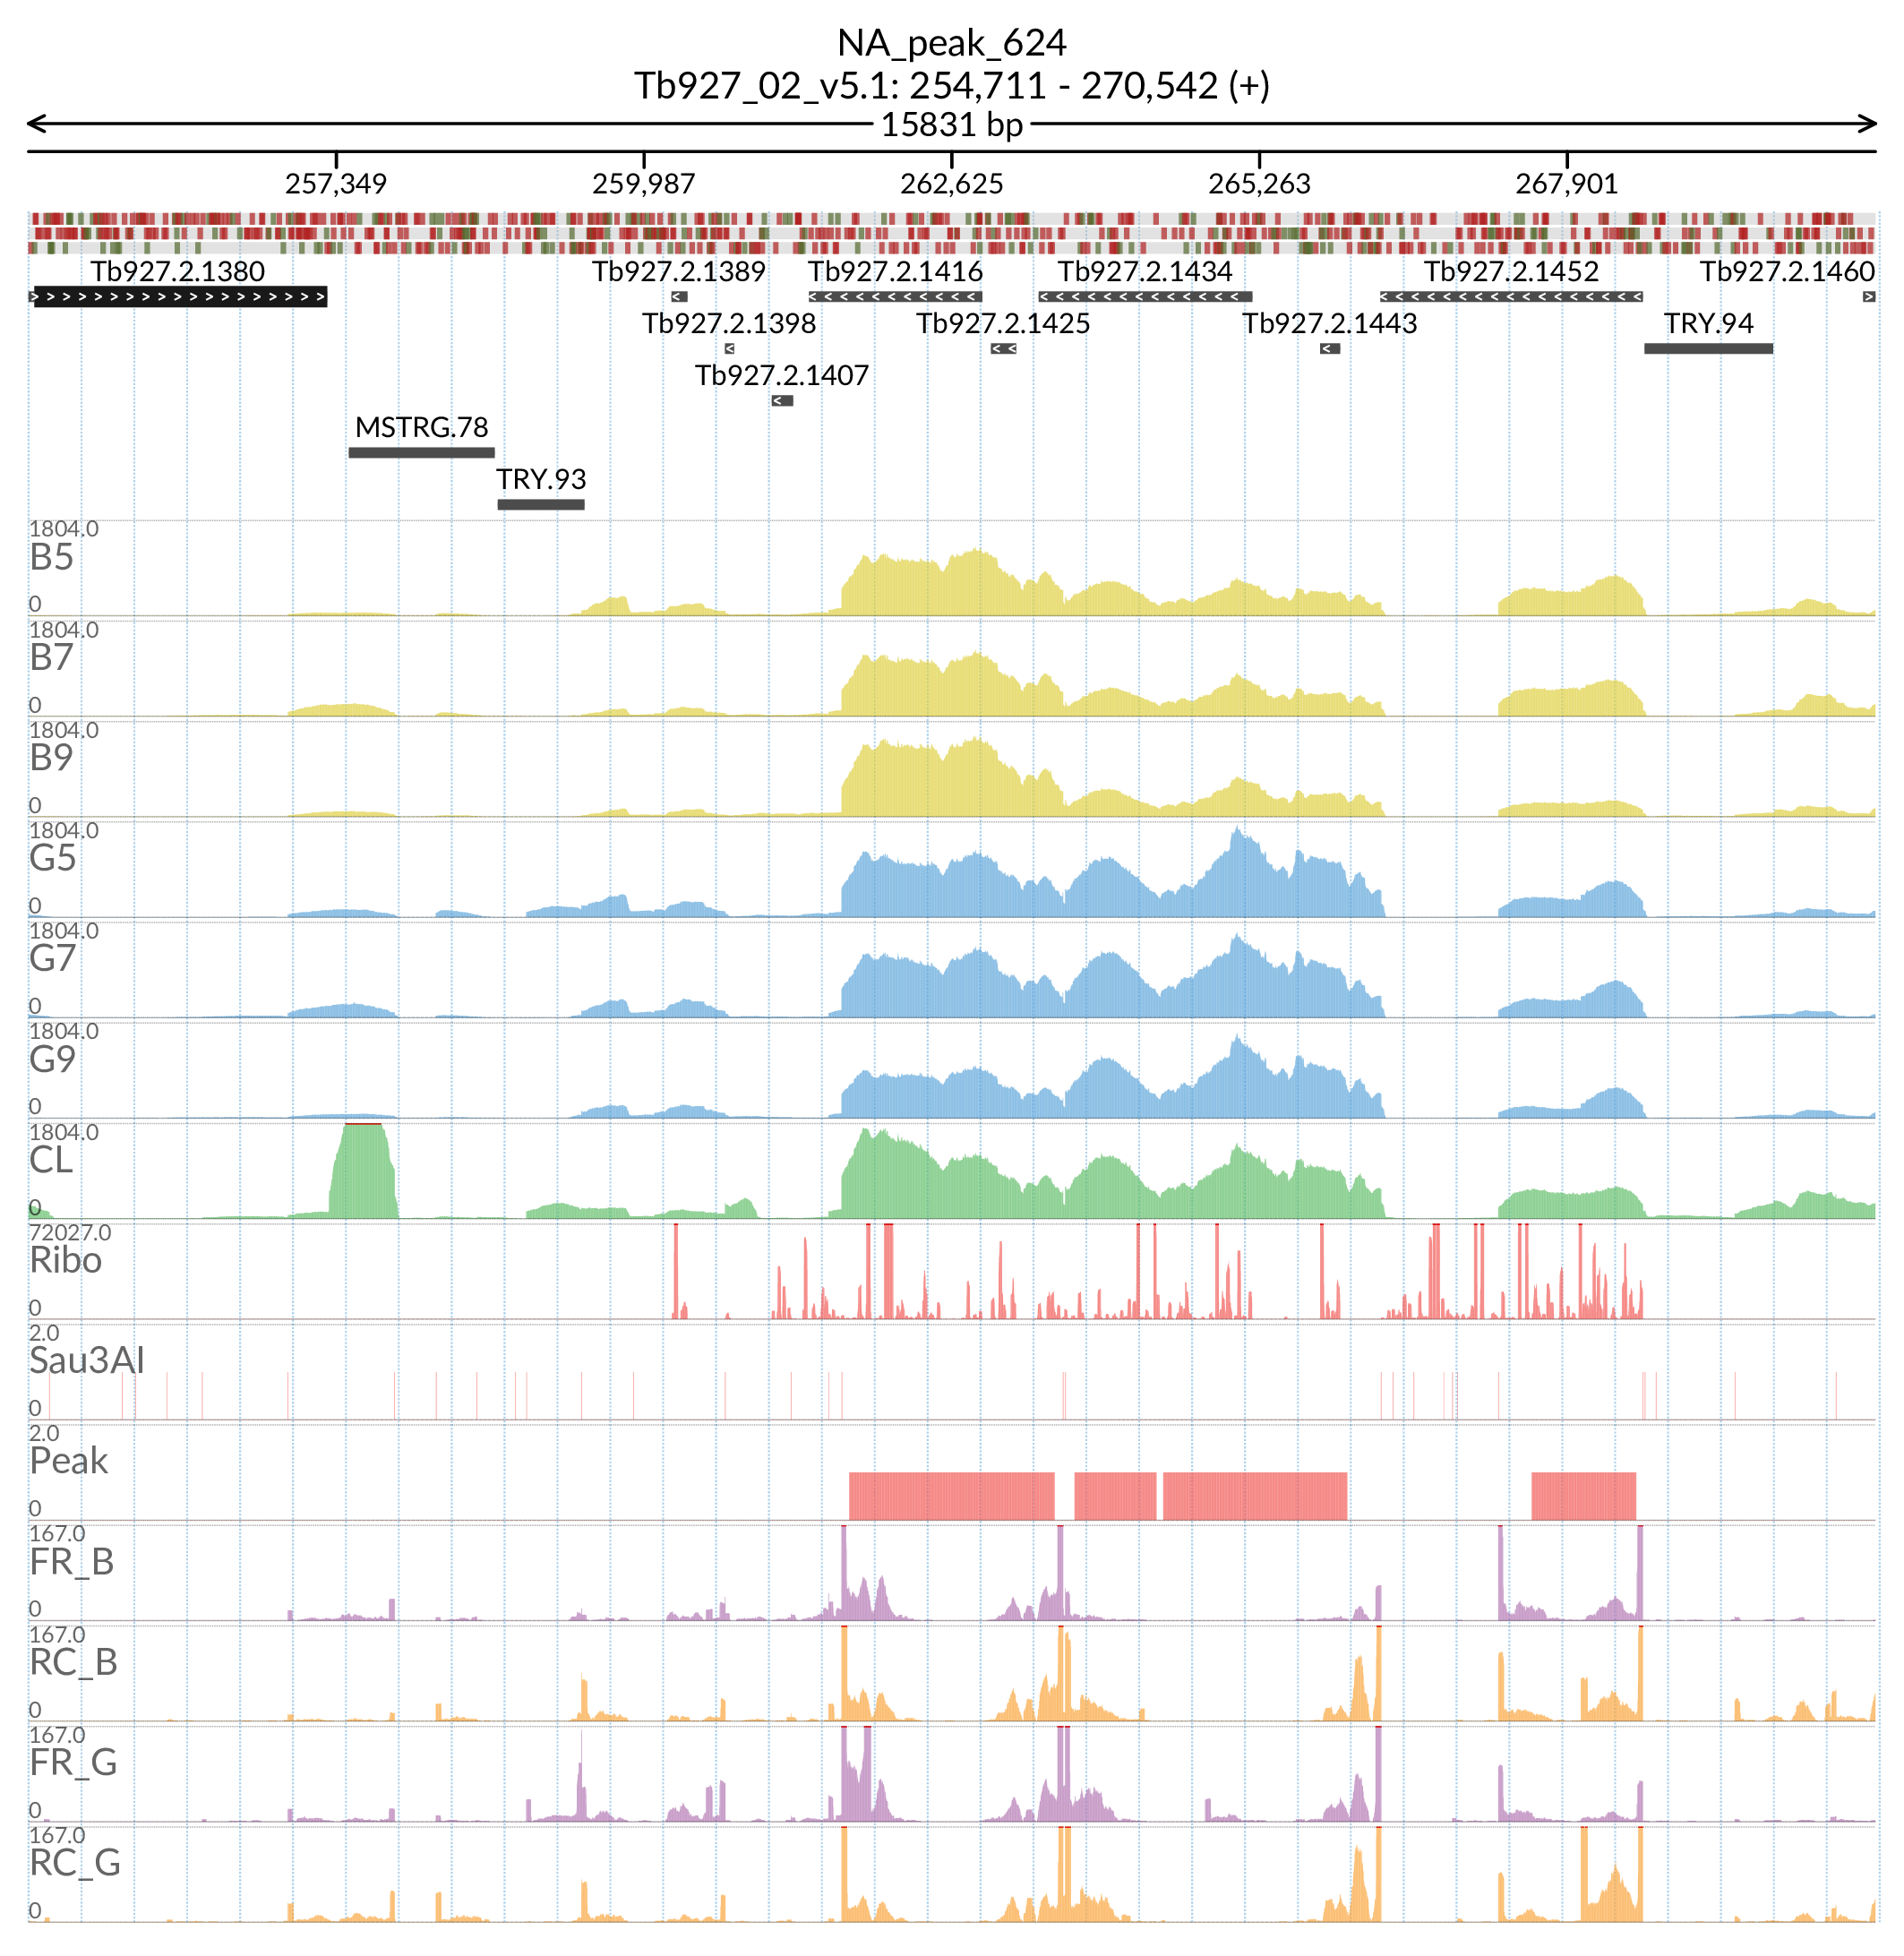 NA_peak_624
Tb927_02_v5.1: 254,711 - 270,542 (+)
15831 bp
257,349 259,987 262,625 265,263 267,901
Tb927.2.1380 Tb927.2.1389 Tb927.2.1416 Tb927.2.1434 Tb927.2.1452 Tb927.2.1460
Tb927.2.1398 Tb927.2.1425 Tb927.2.1443 TRY.94
Tb927.2.1407
MSTRG.78
TRY.93
1804.0
B5
0
1804.0
B7
0
1804.0
B9
0
1804.0
G5
0
1804.0
G7
0
1804.0
G9
0
1804.0
CL
0
72027.0
Ribo
0
2.0
Sau3AI
0
2.0
Peak
0
167.0
FR_B
0
167.0
RC_B
0
167.0
FR_G
0
167.0
RC_G
0